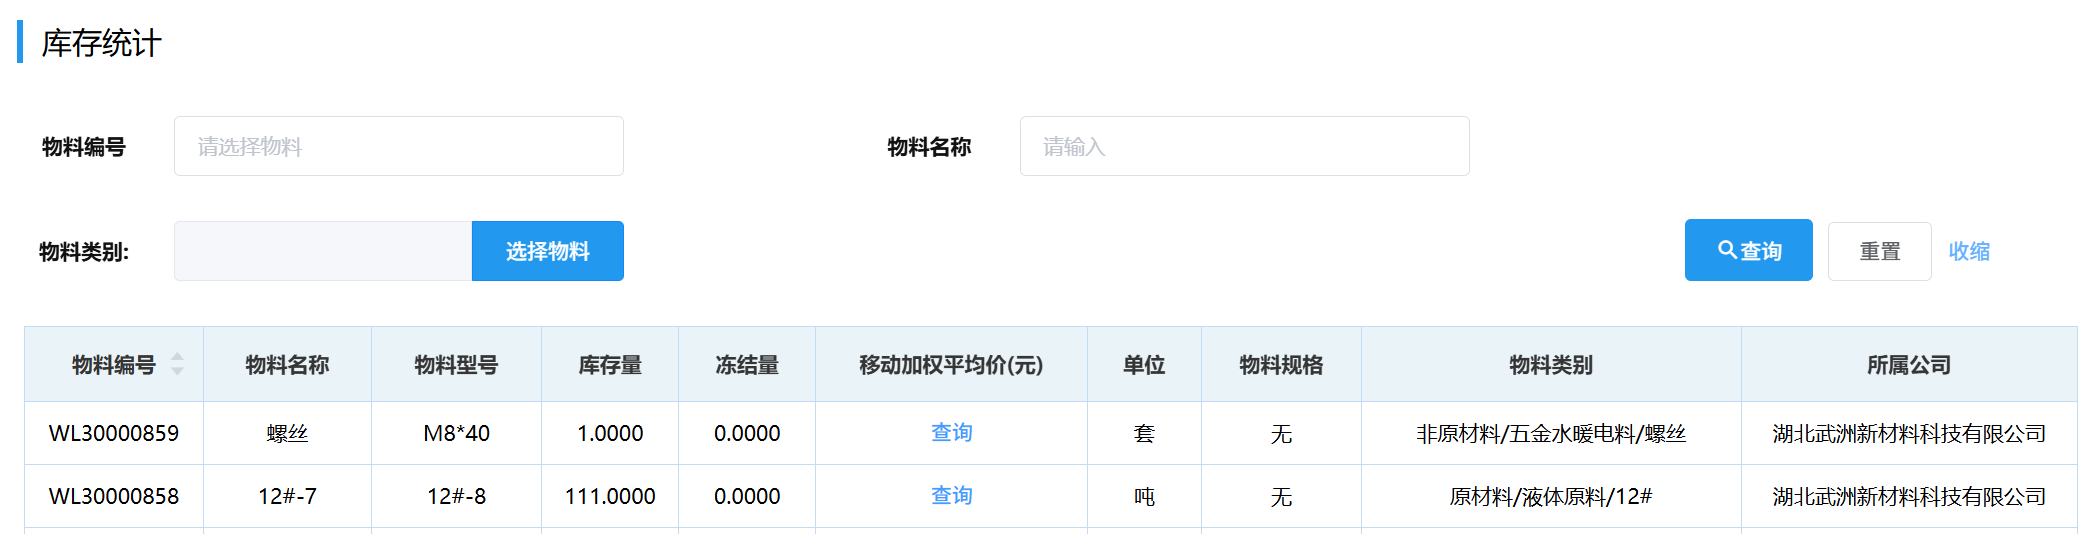 库存统计
物料编号 请选择物料 物料名称 请输入
物料类别: 选择物料 查询 重置 收缩
物料编号 物料名称 物料型号 库存量 冻结量 移动加权平均价(元) 单位 物料规格 物料类别 所属公司
WL30000859 螺丝 M8*40 1.0000 0.0000 查询 套 无 非原材料/五金水暖电料/螺丝 湖北武洲新材料科技有限公司
WL30000858 12#-7 12#-8 111.0000 0.0000 查询 吨 无 原材料/液体原料/12# 湖北武洲新材料科技有限公司